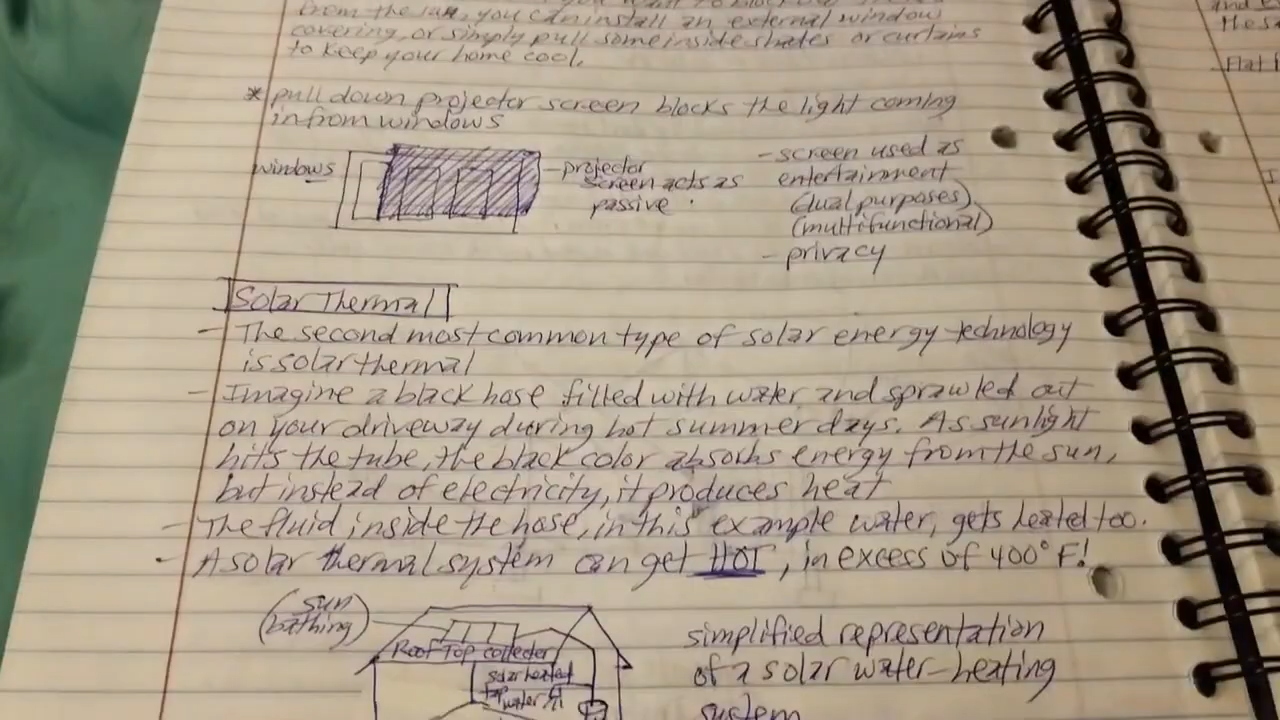 from the sun, you can install an external window
covering, or simply pull some inside shates or curtains
to keep your home cool.
* pull down projector screen blocks the light coming
in from windows
windows
projector
screen acts as
passive
- screen used as
entertainment
(dual purposes)
(multifunctional)
- privacy
Solar Thermal
- The second most common type of solar energy technology
is solar thermal
- Imagine a black hose filled with water and sprawled out
on your driveway during hot summer days. As sunlight
hits the tube, the black color absorbs energy from the sun,
but instead of electricity, it produces heat
- The fluid inside the hose, in this example water, gets heated too.
- A solar thermal system can get HOT, in excess of 400° F!
(sun
bathing)
Roof Top collector
solar heated
tap
water
simplified representation
of a solar water-heating
system
Flat